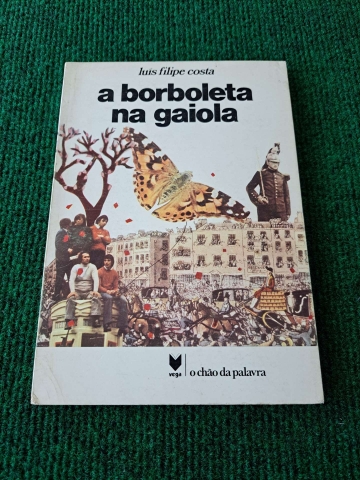 luís filipe costa
a borboleta
na gaiola
vega
o chão da palavra